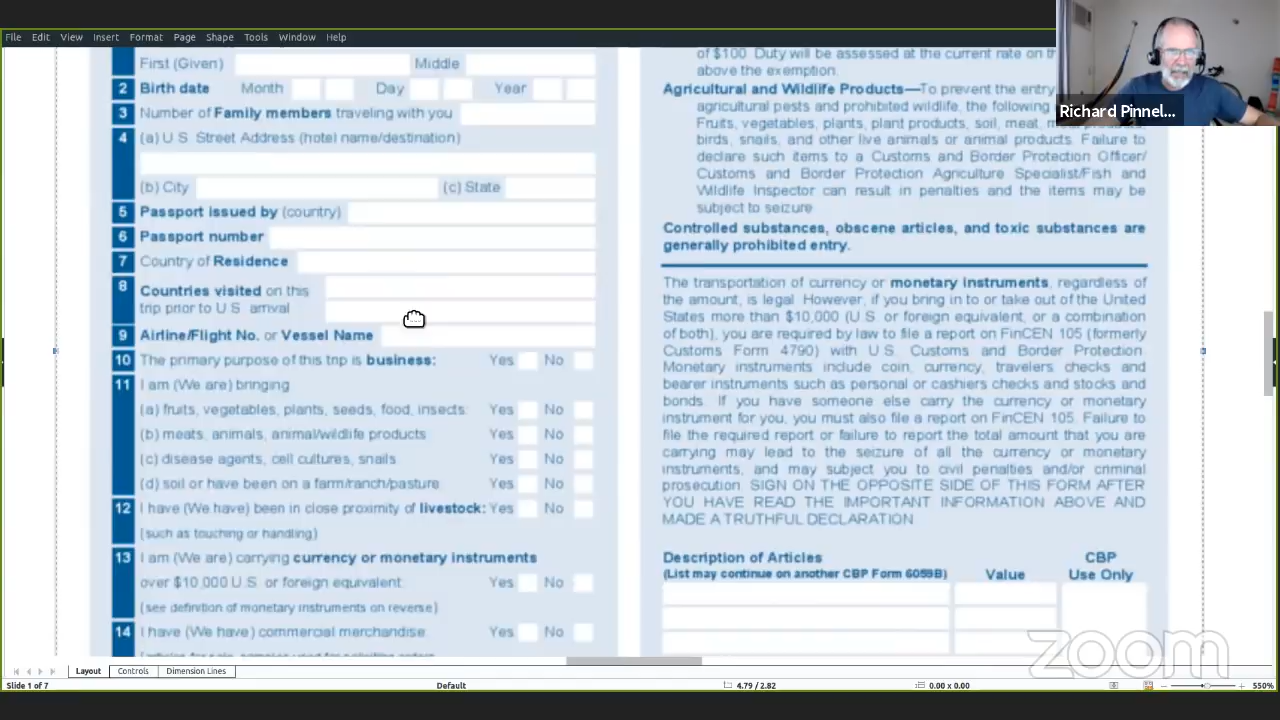 File Edit View Insert Format Page Shape Tools Window Help
Richard Pinnel...
First (Given) Middle
2 Birth date Month Day Year
3 Number of Family members traveling with you
4 (a) U S Street Address (hotel name/destination)
(b) City (c) State
5 Passport issued by (country)
6 Passport number
7 Country of Residence
8 Countries visited on this
trip prior to U S arrival
9 Airline/Flight No. or Vessel Name
10 The primary purpose of this trip is business: Yes No
11 I am (We are) bringing
(a) fruits, vegetables, plants, seeds, food, insects: Yes No
(b) meats, animals, animal/wildlife products Yes No
(c) disease agents, cell cultures, snails Yes No
(d) soil or have been on a farm/ranch/pasture: Yes No
12 I have (We have) been in close proximity of livestock: Yes No
(such as touching or handling)
13 I am (We are) carrying currency or monetary instruments
over $10,000 U.S. or foreign equivalent: Yes No
(see definition of monetary instruments on reverse)
14 I have (We have) commercial merchandise: Yes No
of $100. Duty will be assessed at the current rate on
above the exemption.
Agricultural and Wildlife Products—To prevent the entry
agricultural pests and prohibited wildlife, the following
Fruits, vegetables, plants, plant products, soil, meat,
birds, snails, and other live animals or animal products. Failure to
declare such items to a Customs and Border Protection Officer/
Customs and Border Protection Agriculture Specialist/Fish and
Wildlife Inspector can result in penalties and the items may be
subject to seizure
Controlled substances, obscene articles, and toxic substances are
generally prohibited entry.
The transportation of currency or monetary instruments, regardless of
the amount, is legal. However, if you bring in to or take out of the United
States more than $10,000 (U.S. or foreign equivalent, or a combination
of both), you are required by law to file a report on FinCEN 105 (formerly
Customs Form 4790) with U.S. Customs and Border Protection.
Monetary instruments include coin, currency, travelers checks and
bearer instruments such as personal or cashiers checks and stocks and
bonds. If you have someone else carry the currency or monetary
instrument for you, you must also file a report on FinCEN 105. Failure to
file the required report or failure to report the total amount that you are
carrying may lead to the seizure of all the currency or monetary
instruments, and may subject you to civil penalties and/or criminal
prosecution. SIGN ON THE OPPOSITE SIDE OF THIS FORM AFTER
YOU HAVE READ THE IMPORTANT INFORMATION ABOVE AND
MADE A TRUTHFUL DECLARATION
Description of Articles
(List may continue on another CBP Form 6059B) Value CBP
Use Only
zoom
Layout Controls Dimension Lines
Slide 1 of 7 Default 4.79 / 2.82 0.00 x 0.00 550%